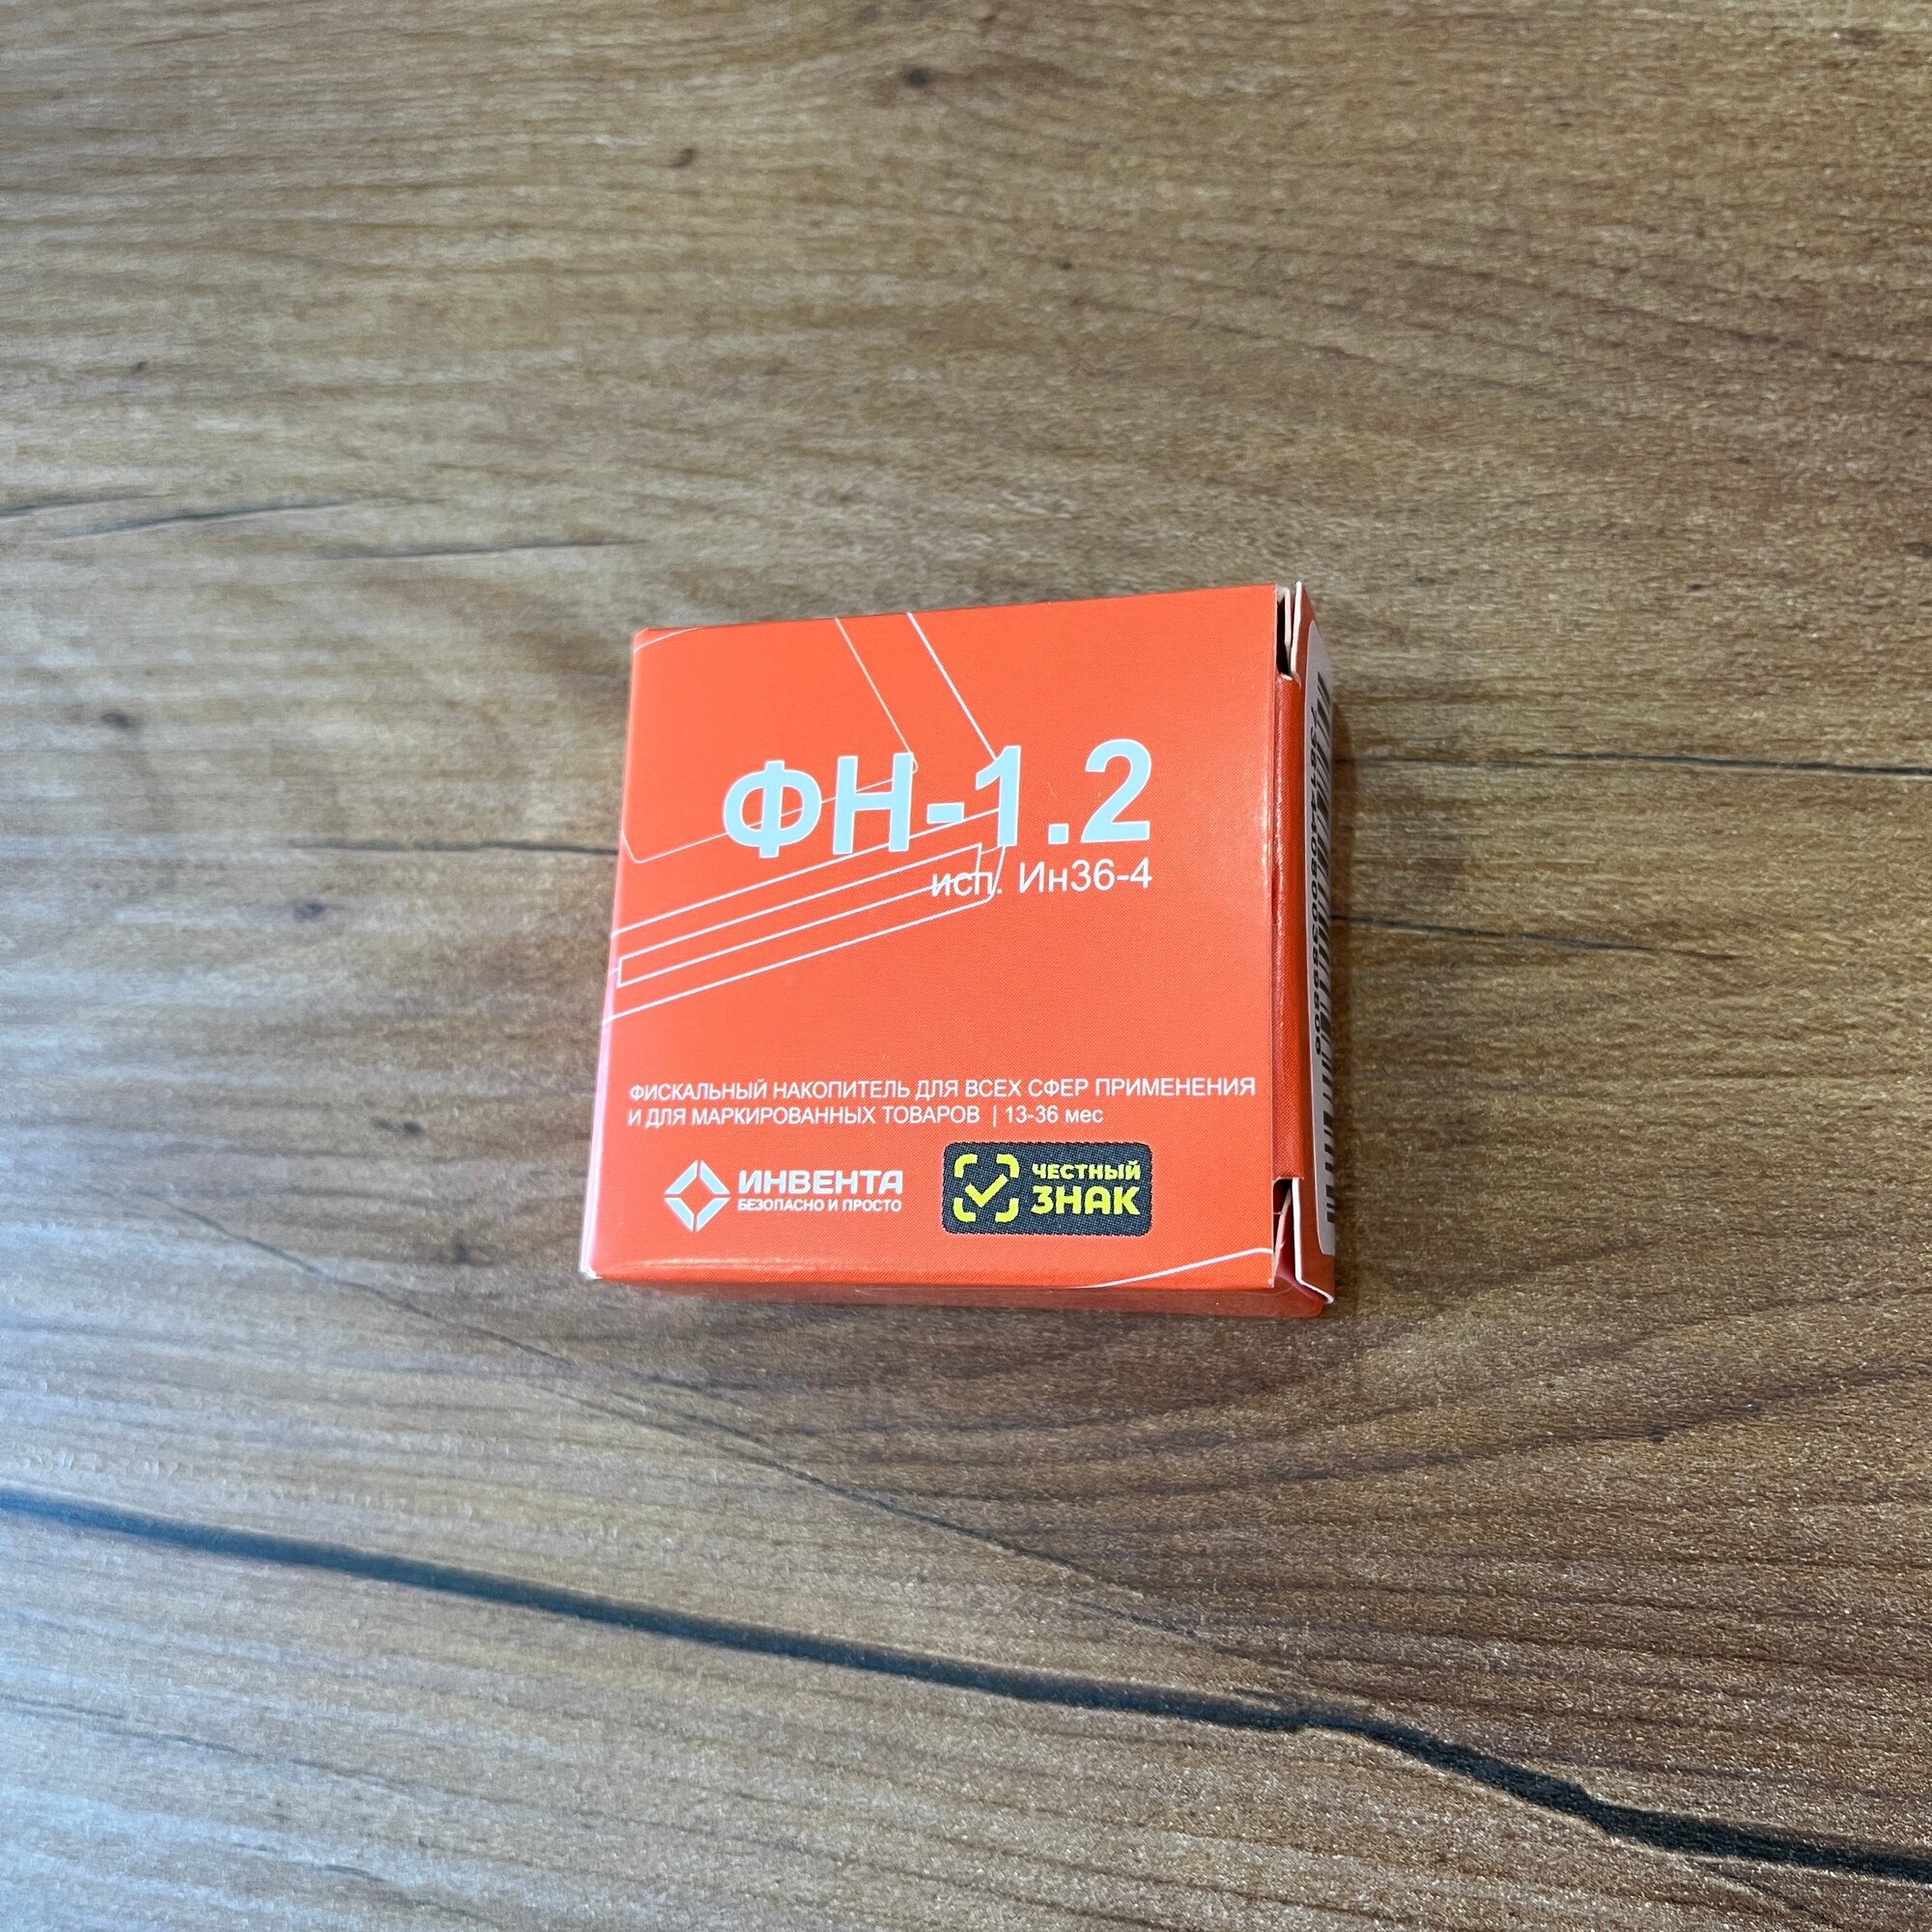 ФН-1.2
исп. Ин36-4
ФИСКАЛЬНЫЙ НАКОПИТЕЛЬ ДЛЯ ВСЕХ СФЕР ПРИМЕНЕНИЯ
И ДЛЯ МАРКИРОВАННЫХ ТОВАРОВ | 13-36 мес
ИНВЕНТА
БЕЗОПАСНО И ПРОСТО
ЧЕСТНЫЙ
ЗНАК